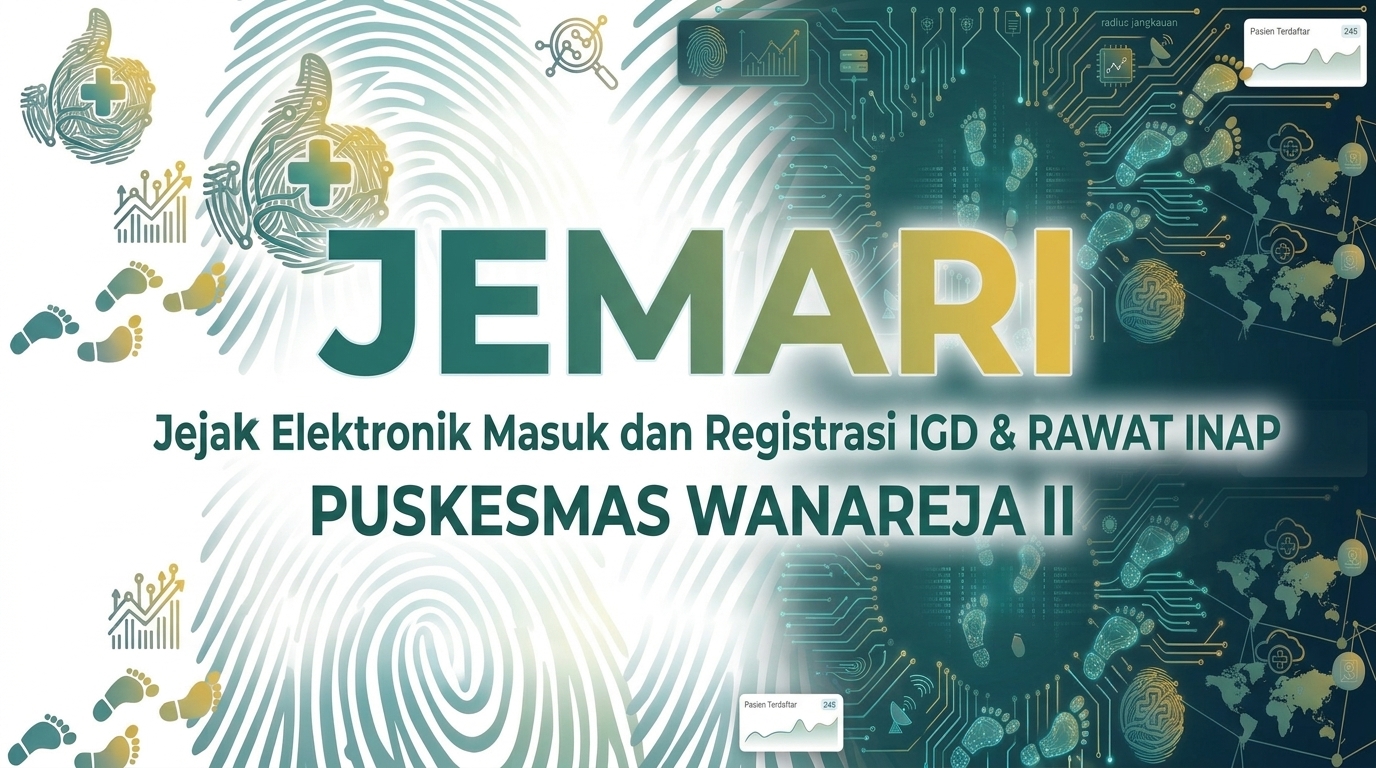 radius jangkauan
Pasien Terdaftar 245
JEMARI
Jejak Elektronik Masuk dan Registrasi IGD & RAWAT INAP
PUSKESMAS WANAREJA II
Pasien Terdaftar 245